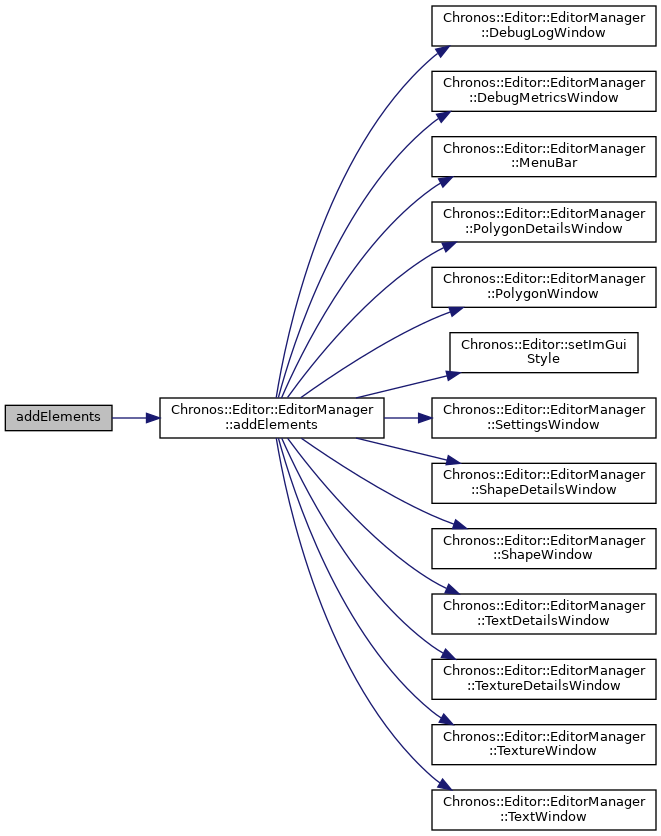 addElements
Chronos::Editor::EditorManager
::addElements
Chronos::Editor::EditorManager
::DebugLogWindow
Chronos::Editor::EditorManager
::DebugMetricsWindow
Chronos::Editor::EditorManager
::MenuBar
Chronos::Editor::EditorManager
::PolygonDetailsWindow
Chronos::Editor::EditorManager
::PolygonWindow
Chronos::Editor::setImGui
Style
Chronos::Editor::EditorManager
::SettingsWindow
Chronos::Editor::EditorManager
::ShapeDetailsWindow
Chronos::Editor::EditorManager
::ShapeWindow
Chronos::Editor::EditorManager
::TextDetailsWindow
Chronos::Editor::EditorManager
::TextureDetailsWindow
Chronos::Editor::EditorManager
::TextureWindow
Chronos::Editor::EditorManager
::TextWindow